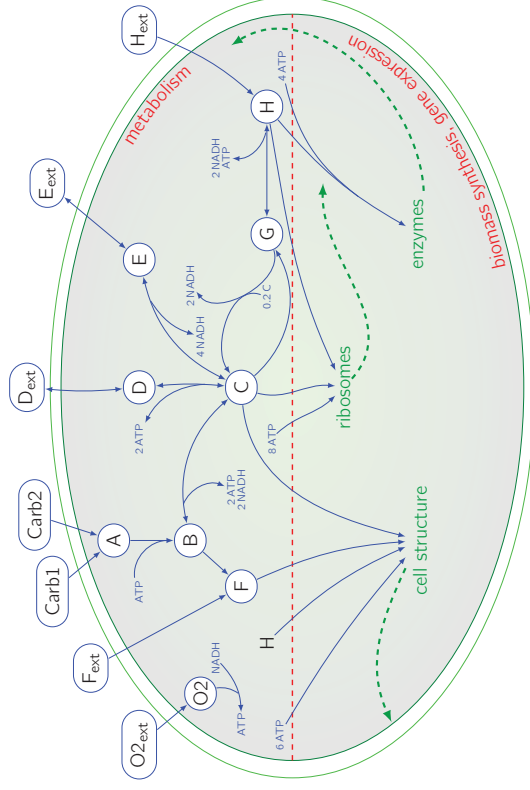 O2ext
Fext
Carb1
Carb2
Dext
Eext
Hext
metabolism
O2
NADH
ATP
A
ATP
B
F
2 ATP
2 NADH
D
2 ATP
E
4 NADH
C
2 NADH
0.2 C
G
H
2 NADH
ATP
H
6 ATP
8 ATP
4 ATP
ribosomes
cell structure
enzymes
biomass synthesis, gene expression